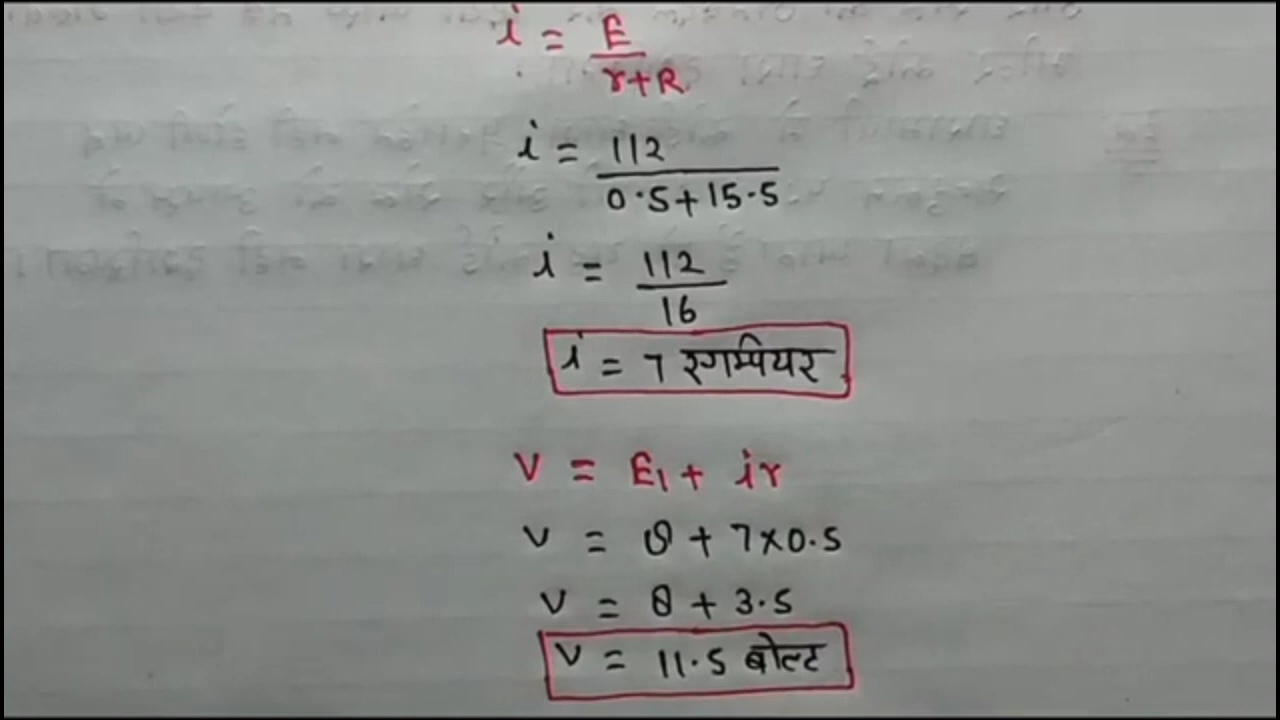 i = E / r+R
i = 112 / 0.5+15.5
i = 112 / 16
i = 7 एम्पियर
V = E1 + ir
V = 8 + 7×0.5
V = 8 + 3.5
V = 11.5 बोल्ट